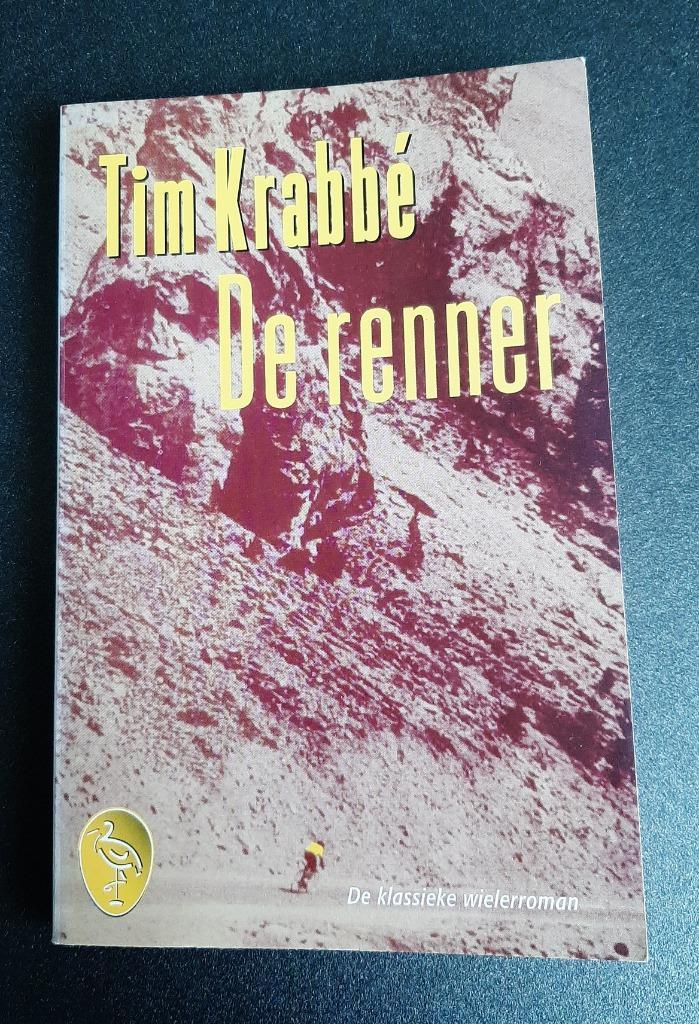 Tim Krabbé
De renner
De klassieke wielerroman